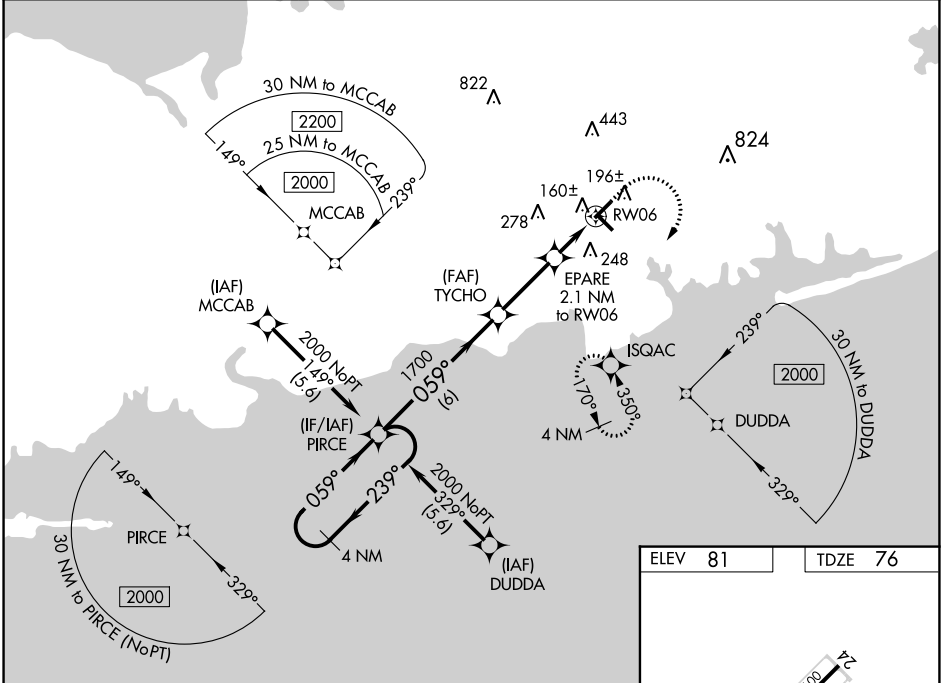 30 NM to MCCAB
2200
25 NM to MCCAB
2000
149°
239°
MCCAB
822
443
824
160±
196±
278
RW06
248
(FAF)
TYCHO
EPARE
2.1 NM
to RW06
(IAF)
MCCAB
2000 NoPT
149°
(5.6)
1700
059°
(6)
ISQAC
170°
350°
4 NM
239°
30 NM to DUDDA
2000
DUDDA
329°
(IF/IAF)
PIRCE
059°
239°
4 NM
2000 NoPT
329°
(5.6)
(IAF)
DUDDA
149°
PIRCE
329°
2000
30 NM to PIRCE (NoPT)
ELEV 81
TDZE 76
24